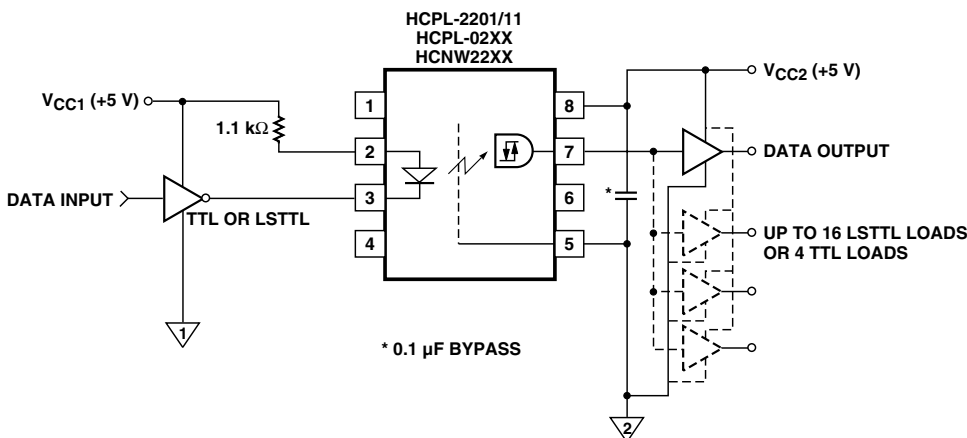 HCPL-2201/11
HCPL-02XX
HCNW22XX
VCC1 (+5 V)
1.1 kΩ
DATA INPUT
TTL OR LSTTL
1
2
3
4
8
7
6
5
*
VCC2 (+5 V)
DATA OUTPUT
UP TO 16 LSTTL LOADS
OR 4 TTL LOADS
1
* 0.1 µF BYPASS
2